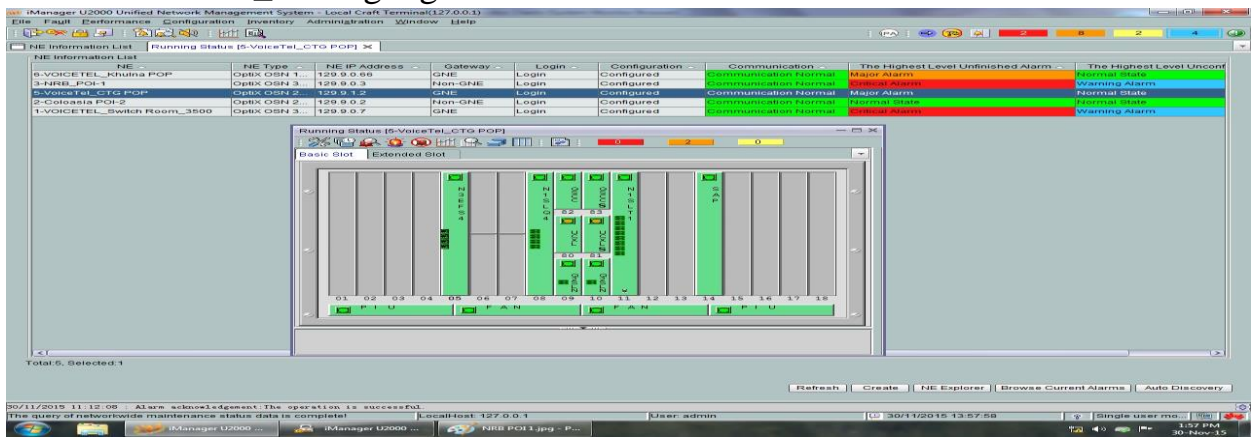 iManager U2000 Unified Network Management System - Local Craft Terminal(127.0.0.1)
File Fault Performance Configuration Inventory Administration Window Help
2 8 2 4
NE Information List Running Status [5-VoiceTel_CTG POP]
NE Information List
NE NE Type NE IP Address Gateway Login Configuration Communication The Highest Level Unfinished Alarm The Highest Level Unconf
6-VOICETEL_Khulna POP OptiX OSN 1... 129.9.0.66 GNE Login Configured Communication Normal Major Alarm Normal State
3-NRB_POI-1 OptiX OSN 3... 129.9.0.3 Non-GNE Login Configured Communication Normal Critical Alarm Warning Alarm
5-VoiceTel_CTG POP OptiX OSN 2... 129.9.1.2 GNE Login Configured Communication Normal Major Alarm Normal State
2-Coloasia POI-2 OptiX OSN 2... 129.9.0.2 Non-GNE Login Configured Communication Normal Normal State Normal State
1-VOICETEL_Switch Room_3500 OptiX OSN 3... 129.9.0.7 GNE Login Configured Communication Normal Critical Alarm Warning Alarm
Running Status [5-VoiceTel_CTG POP]
0 2 0
Basic Slot Extended Slot
82 83
80 81
01 02 03 04 05 06 07 08 09 10 11 12 13 14 15 16 17 18
PIU FAN FAN PIU
Total:5, Selected:1
Refresh Create NE Explorer Browse Current Alarms Auto Discovery
30/11/2015 11:12:08 : Alarm acknowledgement:The operation is successful.
The query of networkwide maintenance status data is complete! LocalHost: 127.0.0.1 User: admin 30/11/2015 13:57:58 Single user mo...
iManager U2000 ... iManager U2000 ... NRB POI 1.jpg - P... 1:57 PM
30-Nov-15